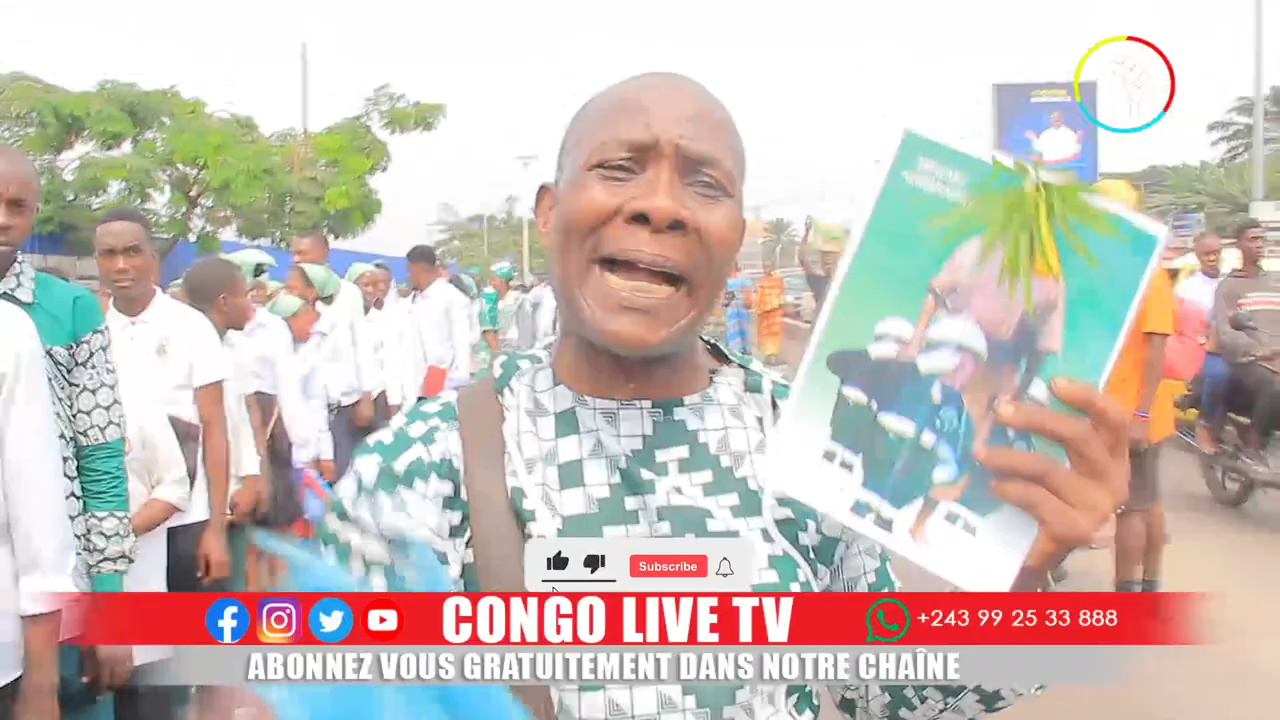 Subscribe
CONGO LIVE TV
+243 99 25 33 888
ABONNEZ VOUS GRATUITEMENT DANS NOTRE CHAÎNE